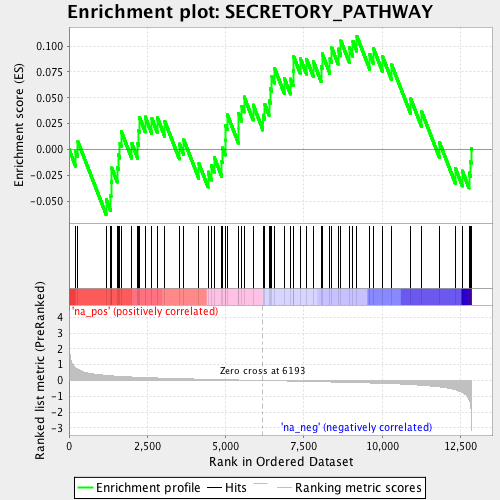 Enrichment plot: SECRETORY_PATHWAY
Enrichment score (ES)
0.100
0.075
0.050
0.025
0.000
-0.025
-0.050
'na_pos' (positively correlated)
Ranked list metric (PreRanked)
4
3
2
1
0
-1
-2
-3
Zero cross at 6193
'na_neg' (negatively correlated)
0
2,500
5,000
7,500
10,000
12,500
Rank in Ordered Dataset
Enrichment profile
Hits
Ranking metric scores